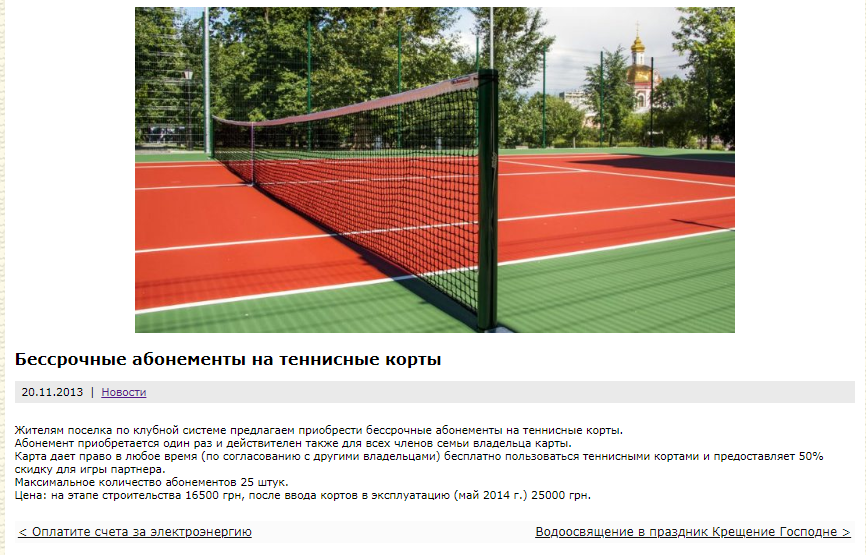 Бессрочные абонементы на теннисные корты
20.11.2013 | Новости
Жителям поселка по клубной системе предлагаем приобрести бессрочные абонементы на теннисные корты.
Абонемент приобретается один раз и действителен также для всех членов семьи владельца карты.
Карта дает право в любое время (по согласованию с другими владельцами) бесплатно пользоваться теннисными кортами и предоставляет 50%
скидку для игры партнера.
Максимальное количество абонементов 25 штук.
Цена: на этапе строительства 16500 грн, после ввода кортов в эксплуатацию (май 2014 г.) 25000 грн.
< Оплатите счета за электроэнергию
Водоосвящение в праздник Крещение Господне >